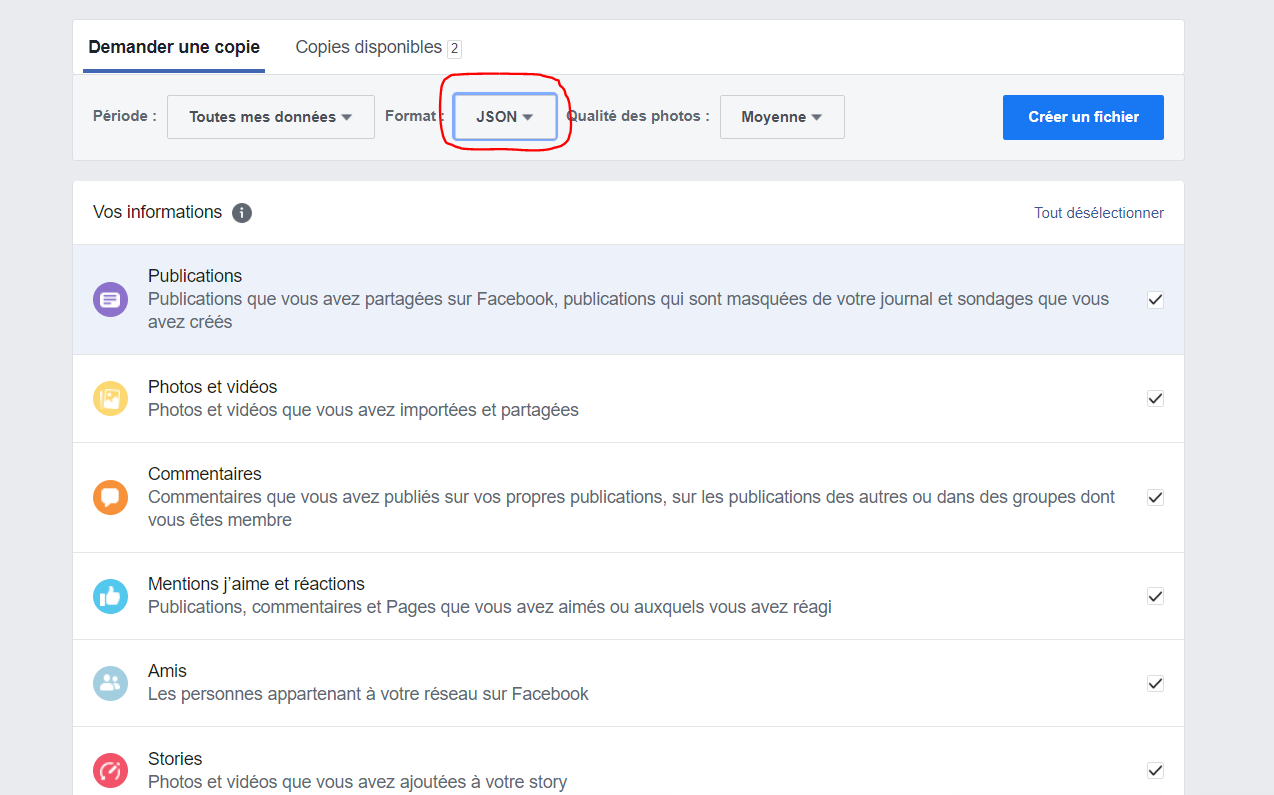 Demander une copie Copies disponibles 2
Période : Toutes mes données Format : JSON Qualité des photos : Moyenne Créer un fichier
Vos informations Tout désélectionner
Publications
Publications que vous avez partagées sur Facebook, publications qui sont masquées de votre journal et sondages que vous
avez créés
Photos et vidéos
Photos et vidéos que vous avez importées et partagées
Commentaires
Commentaires que vous avez publiés sur vos propres publications, sur les publications des autres ou dans des groupes dont
vous êtes membre
Mentions j’aime et réactions
Publications, commentaires et Pages que vous avez aimés ou auxquels vous avez réagi
Amis
Les personnes appartenant à votre réseau sur Facebook
Stories
Photos et vidéos que vous avez ajoutées à votre story